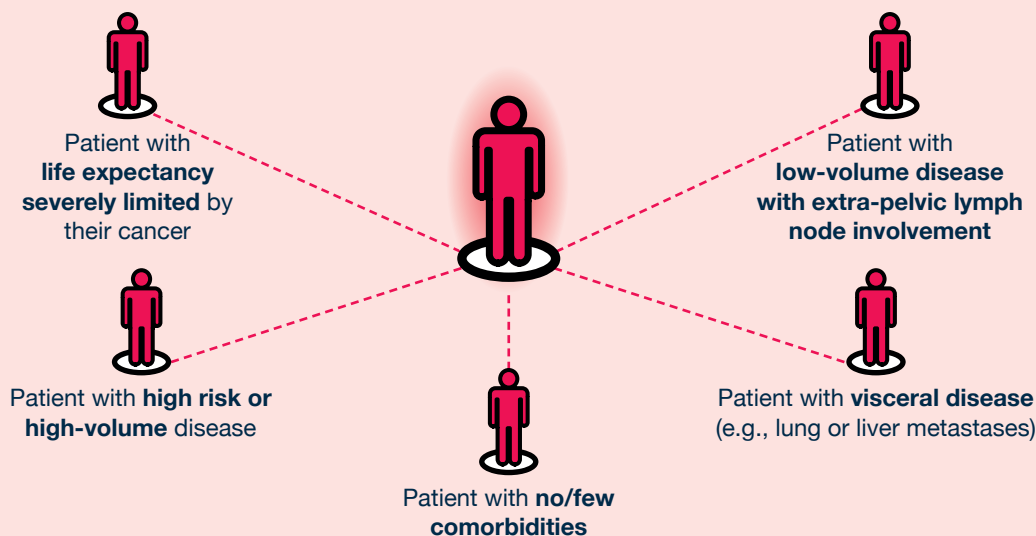 Patient with
life expectancy
severely limited by
their cancer
Patient with
low-volume disease
with extra-pelvic lymph
node involvement
Patient with high risk or
high-volume disease
Patient with no/few
comorbidities
Patient with visceral disease
(e.g., lung or liver metastases)